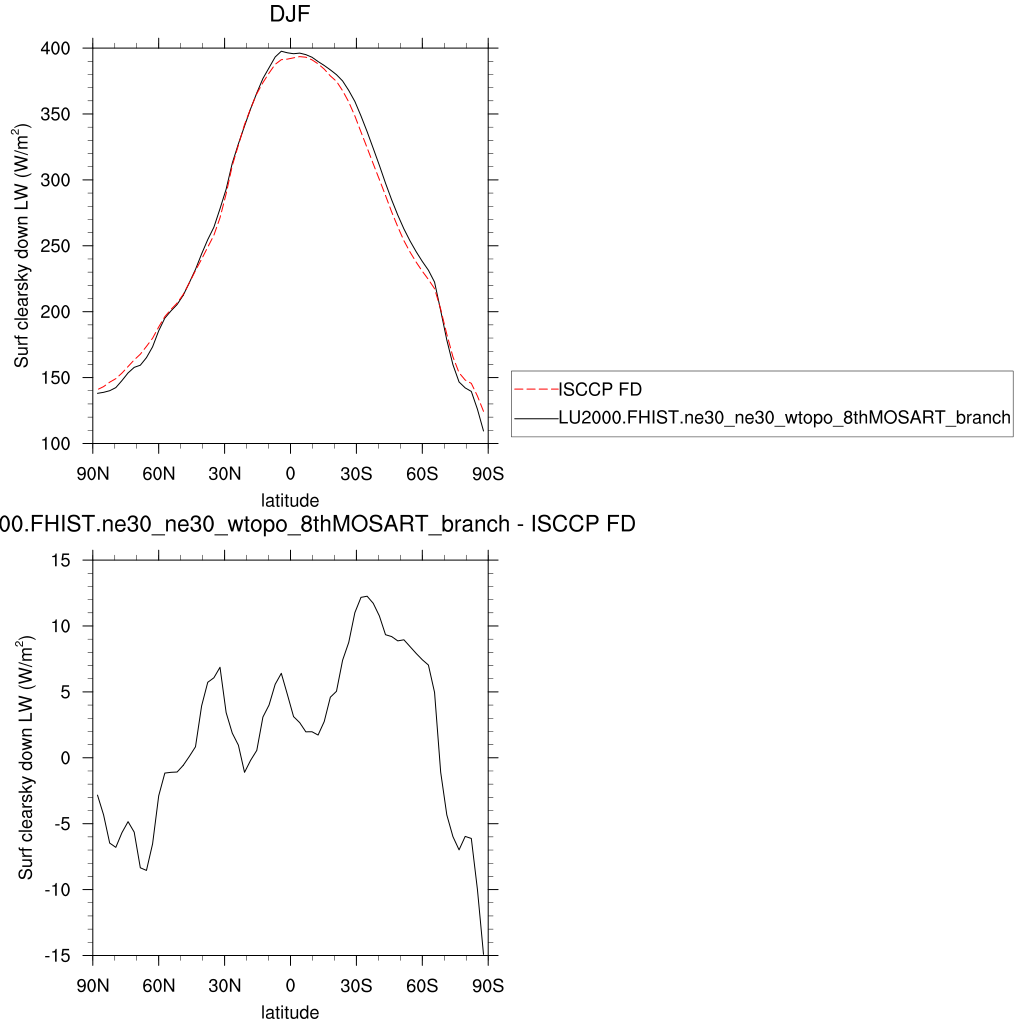 DJF
Surf clearsky down LW (W/m²)
400
350
300
250
200
150
100
90N 60N 30N 0 30S 60S 90S
latitude
ISCCP FD
LU2000.FHIST.ne30_ne30_wtopo_8thMOSART_branch
00.FHIST.ne30_ne30_wtopo_8thMOSART_branch - ISCCP FD
Surf clearsky down LW (W/m²)
15
10
5
0
-5
-10
-15
90N 60N 30N 0 30S 60S 90S
latitude